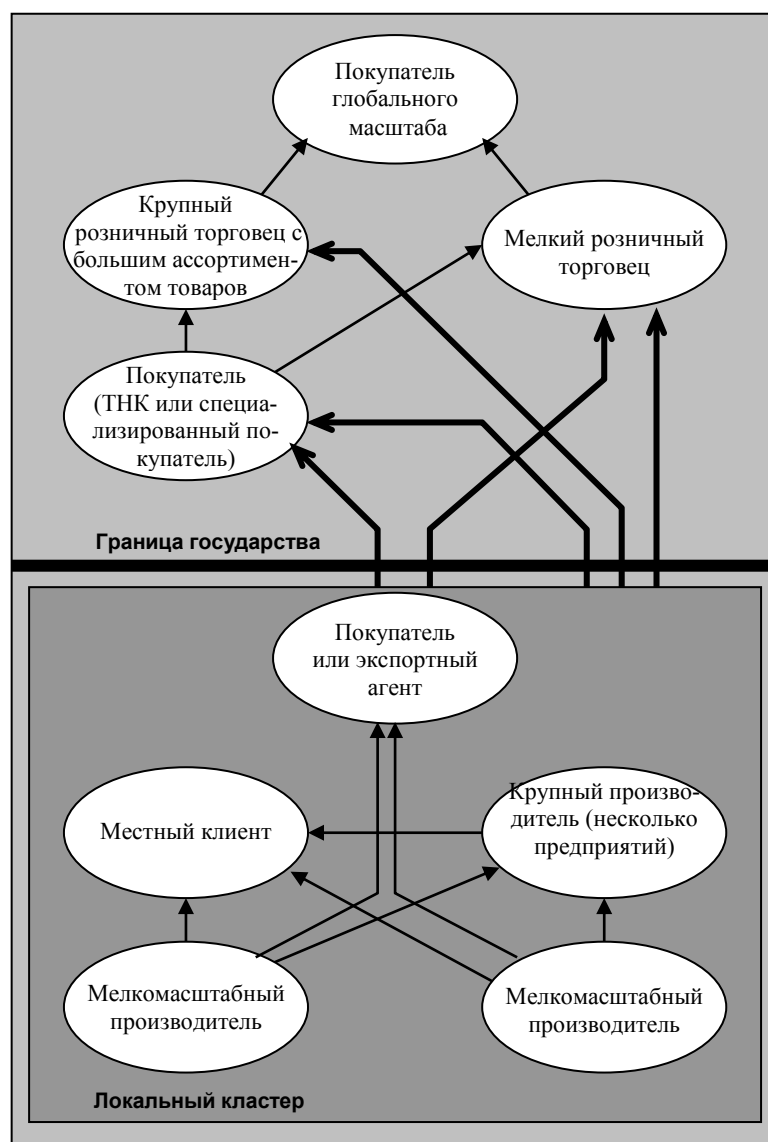 Покупатель
глобального
масштаба
Крупный
розничный торговец с
большим ассортимен-
том товаров
Мелкий розничный
торговец
Покупатель
(ТНК или специа-
лизированный по-
купатель)
Граница государства
Покупатель
или экспортный
агент
Местный клиент
Крупный произво-
дитель (несколько
предприятий)
Мелкомасштабный
производитель
Мелкомасштабный
производитель
Локальный кластер